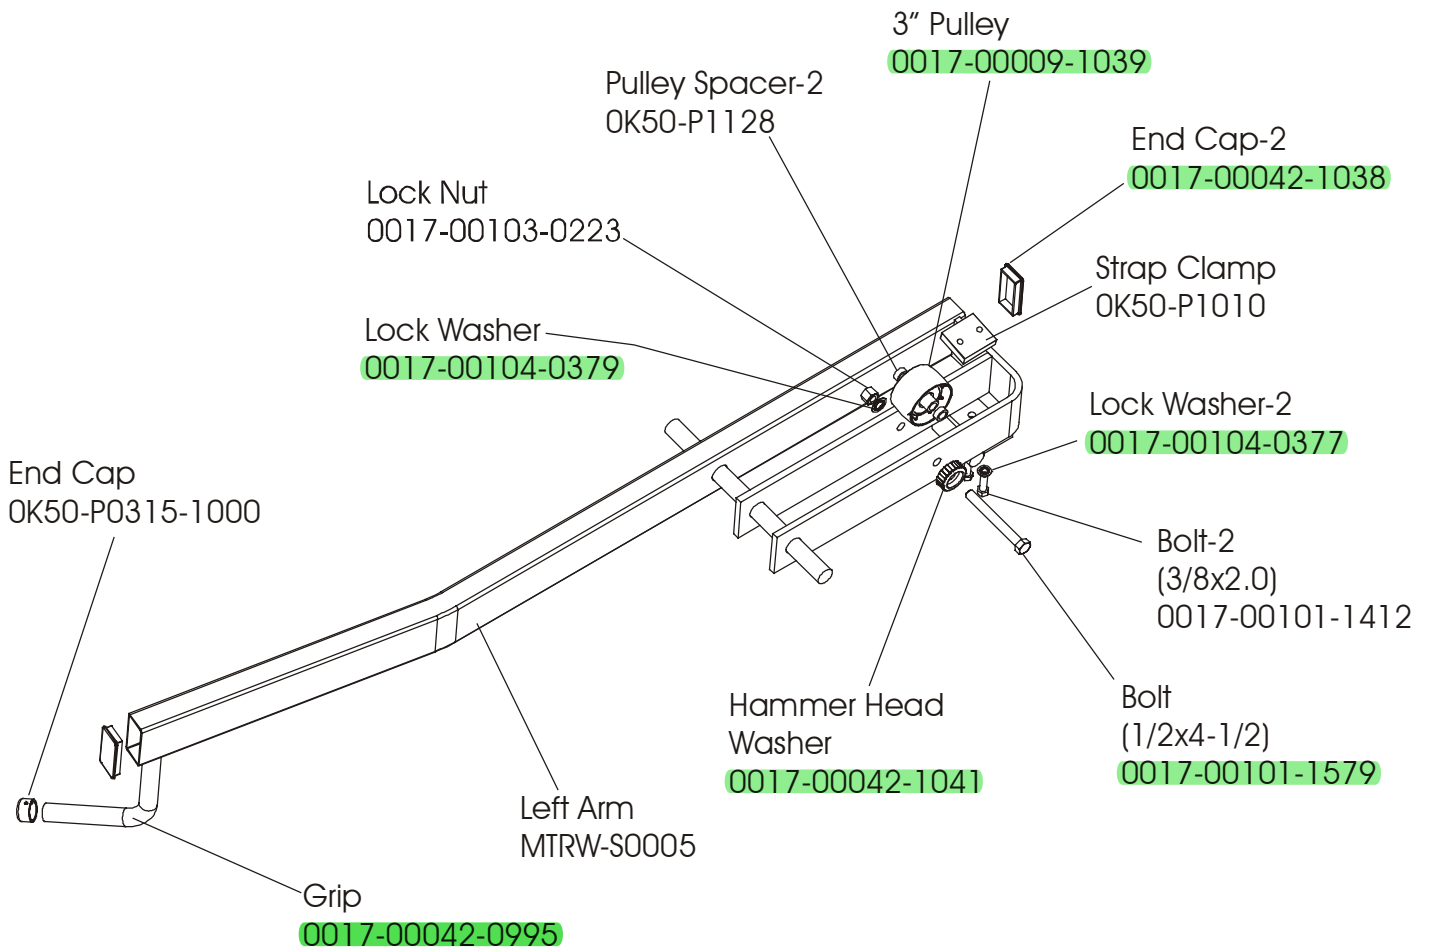 3” Pulley
0017-00009-1039
Pulley Spacer-2
0K50-P1128
End Cap-2
0017-00042-1038
Lock Nut
0017-00103-0223
Strap Clamp
0K50-P1010
Lock Washer
0017-00104-0379
Lock Washer-2
0017-00104-0377
End Cap
0K50-P0315-1000
Bolt-2
(3/8x2.0)
0017-00101-1412
Hammer Head
Washer
0017-00042-1041
Bolt
(1/2x4-1/2)
0017-00101-1579
Left Arm
MTRW-S0005
Grip
0017-00042-0995